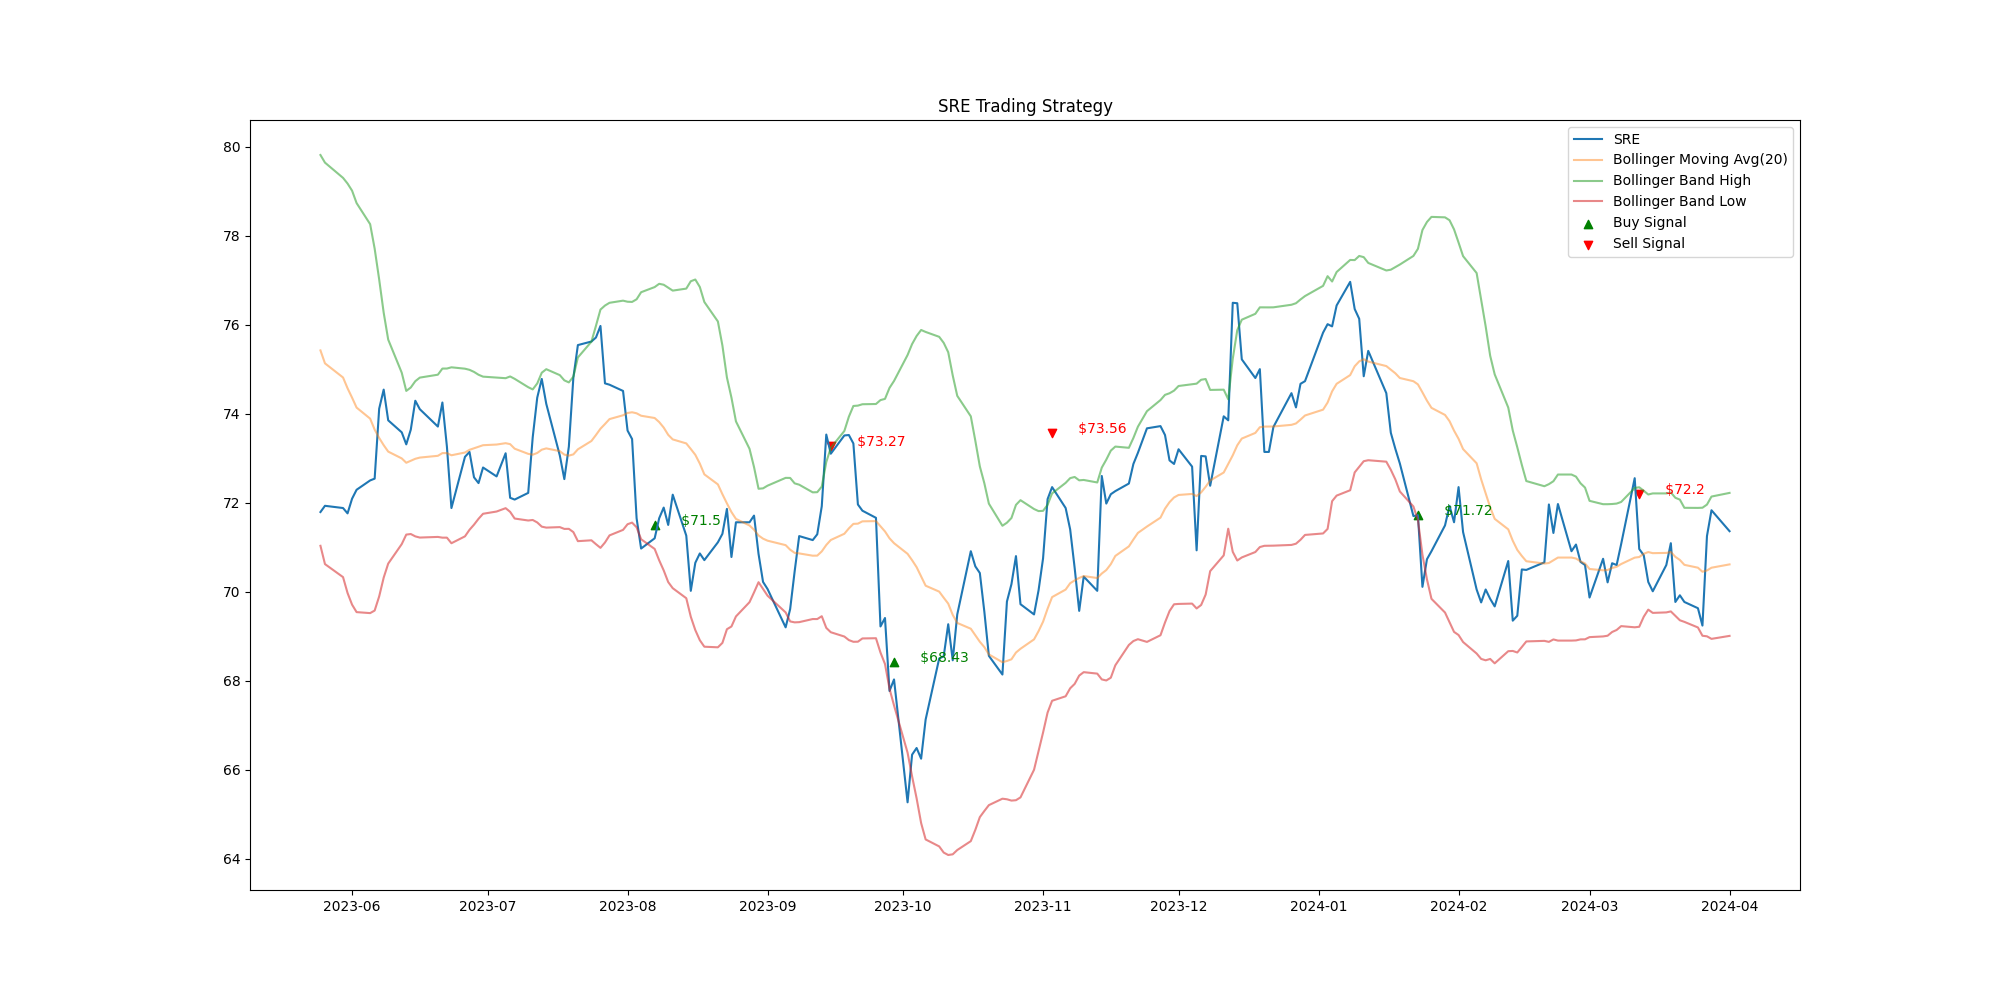 SRE Trading Strategy
80
78
76
74
72
70
68
66
64
SRE
Bollinger Moving Avg(20)
Bollinger Band High
Bollinger Band Low
Buy Signal
Sell Signal
$71.5
$73.27
$68.43
$73.56
$71.72
$72.2
2023-06 2023-07 2023-08 2023-09 2023-10 2023-11 2023-12 2024-01 2024-02 2024-03 2024-04